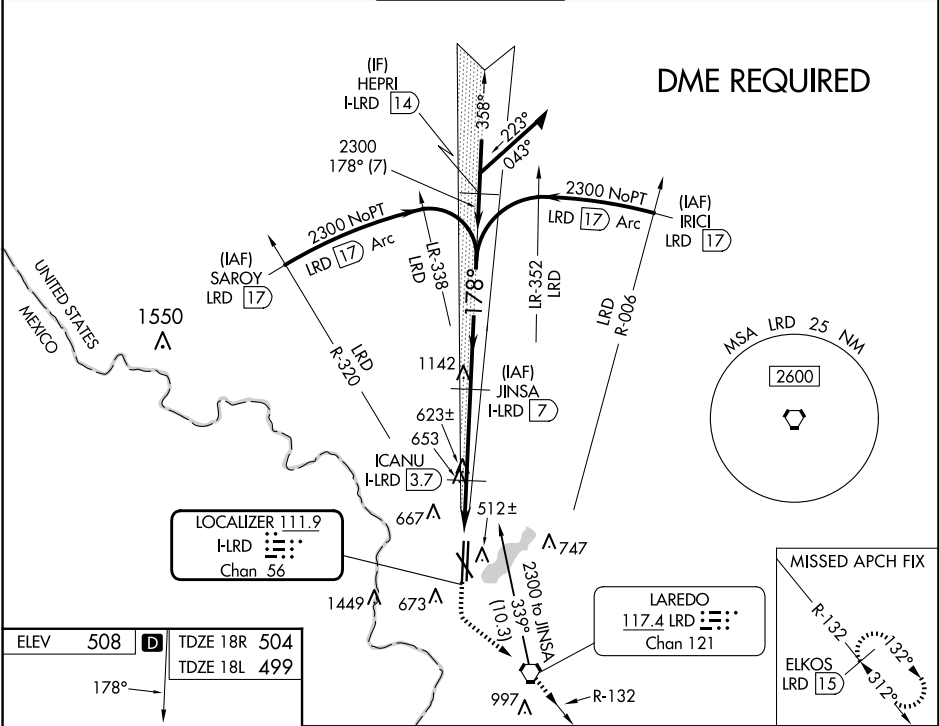 DME REQUIRED
(IF)
HEPRI
I-LRD 14
358°
223°
043°
2300
178° (7)
2300 NoPT
LRD 17 Arc
(IAF)
SAROY
LRD 17
LR-338
LRD
178°
LR-352
LRD
2300 NoPT
LRD 17 Arc
(IAF)
IRICI
LRD 17
LRD
R-006
UNITED STATES
MEXICO
1550
LRD
R-320
1142
(IAF)
JINSA
I-LRD 7
623±
653
ICANU
I-LRD 3.7
667
512±
747
MSA LRD 25 NM
2600
LOCALIZER 111.9
I-LRD
Chan 56
1449
673
2300 to JINSA
339°
(10.3)
LAREDO
117.4 LRD
Chan 121
997
R-132
MISSED APCH FIX
R-132
132°
312°
ELKOS
LRD 15
ELEV 508 D TDZE 18R 504
TDZE 18L 499
178°